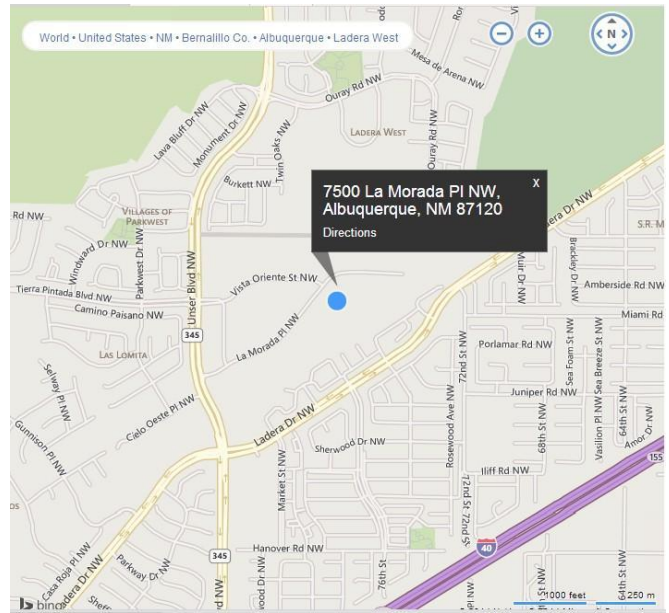 World • United States • NM • Bernalillo Co. • Albuquerque • Ladera West
N
Mesa de Arena NW
Ouray Rd NW
Lava Bluff Dr NW
Monument Dr NW
Twin Oaks NW
LADERA WEST
Ouray Rd NW
Burkett NW
7500 La Morada Pl NW,
Albuquerque, NM 87120
X
Directions
Rd NW
VILLAGES OF
PARKWEST
S.R. M
Windward Dr NW
Parkwest Dr NW
Unser Blvd NW
Vista Oriente St NW
Muir Dr NW
Brackley Dr NW
Amberside Rd NW
Tierra Pintada Blvd NW
Camino Paisano NW
Miami Rd
345
La Morada Pl NW
LAS LOMITA
Porlamar Rd NW
72nd St NW
Sea Foam St NW
Sea Breeze St NW
Selway Pl NW
Gunnison Pl NW
Cielo Oeste Pl NW
Ladera Dr NW
Juniper Rd NW
68th St NW
Vasilion Pl NW
64th St NW
Amor Dr NW
Sherwood Dr NW
Rosewood Ave NW
Market St NW
Iliff Rd NW
155
72nd St
40
345
Hanover Rd NW
76th St
Casa Roja Pl NW
Ladera Dr NW
Parkway Dr NW
bing
1000 feet
250 m